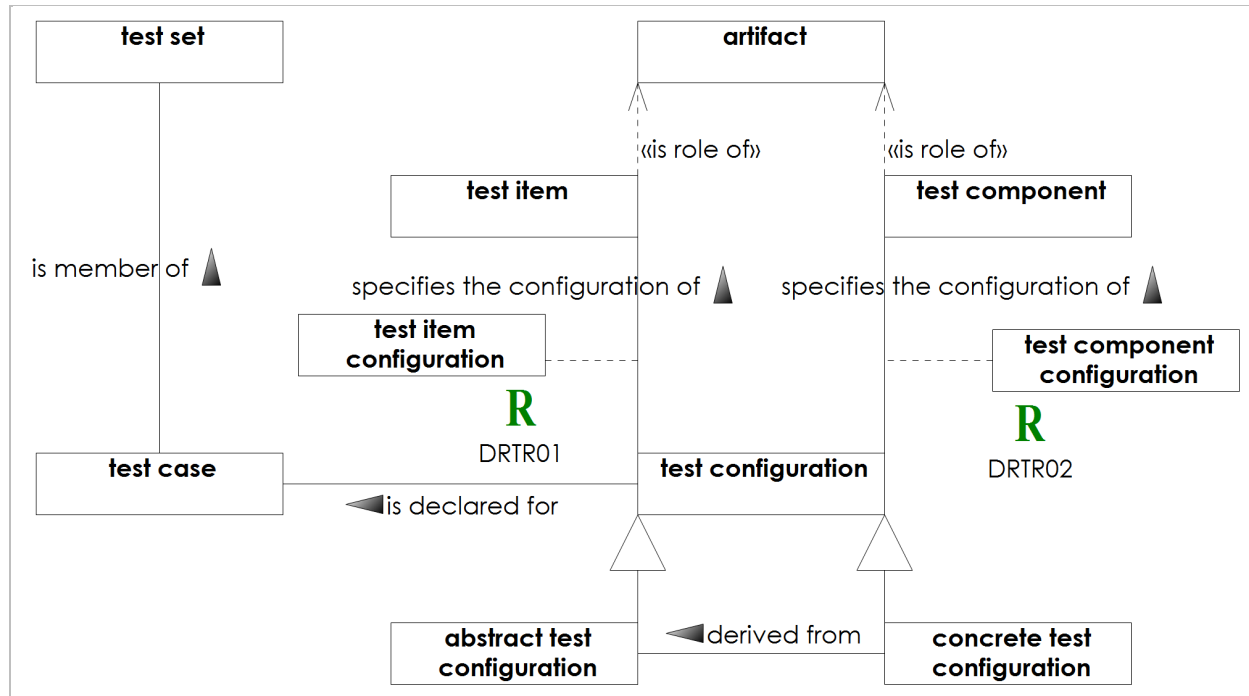 test set
artifact
«is role of»
«is role of»
test item
test component
is member of
specifies the configuration of
specifies the configuration of
test item
configuration
test component
configuration
R
DRTR01
R
DRTR02
test case
test configuration
is declared for
abstract test
configuration
derived from
concrete test
configuration